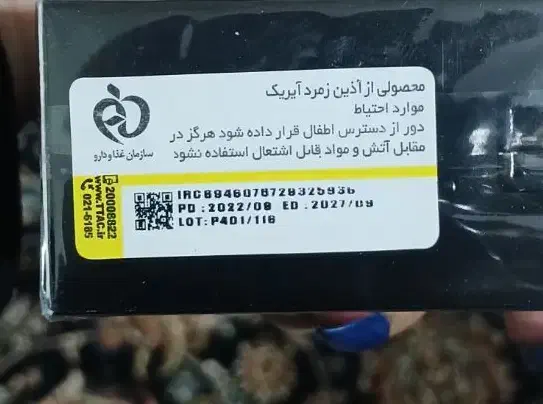 محصولی از آذین زمرد آیریک
موارد احتیاط
دور از دسترس اطفال قرار داده شود هرگز در
مقابل آتش و مواد قابل اشتعال استفاده نشود
سازمان غذا و دارو
20008822
WWW.TTAC.ir
021-6185
IRC6946076729325936
PD : 2022/09 ED : 2027/09
LOT: P401/116